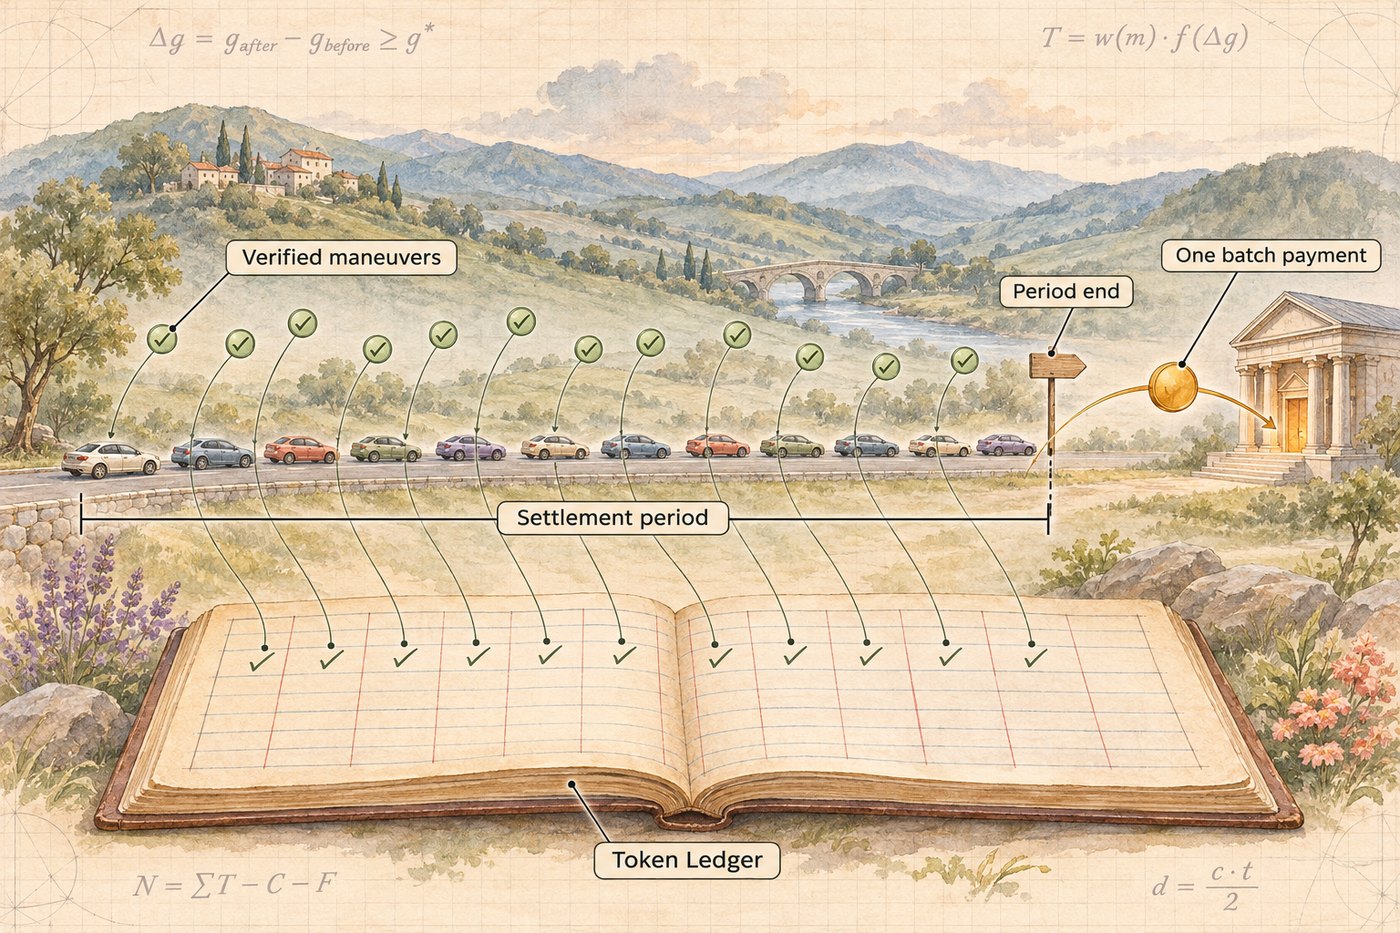 Δg = g_after − g_before ≥ g*
T = w(m) · f(Δg)
Verified maneuvers
One batch payment
Period end
Settlement period
Token Ledger
N = ∑T − C − F
d = c · t / 2